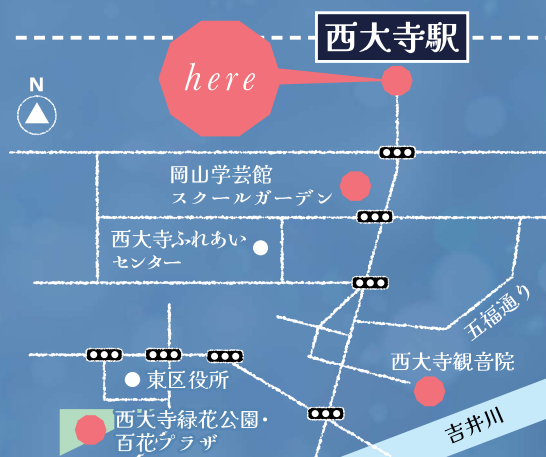 西大寺駅
here
N
岡山学芸館
スクールガーデン
西大寺ふれあい
センター
五福通り
西大寺観音院
東区役所
西大寺緑花公園・
百花プラザ
吉井川